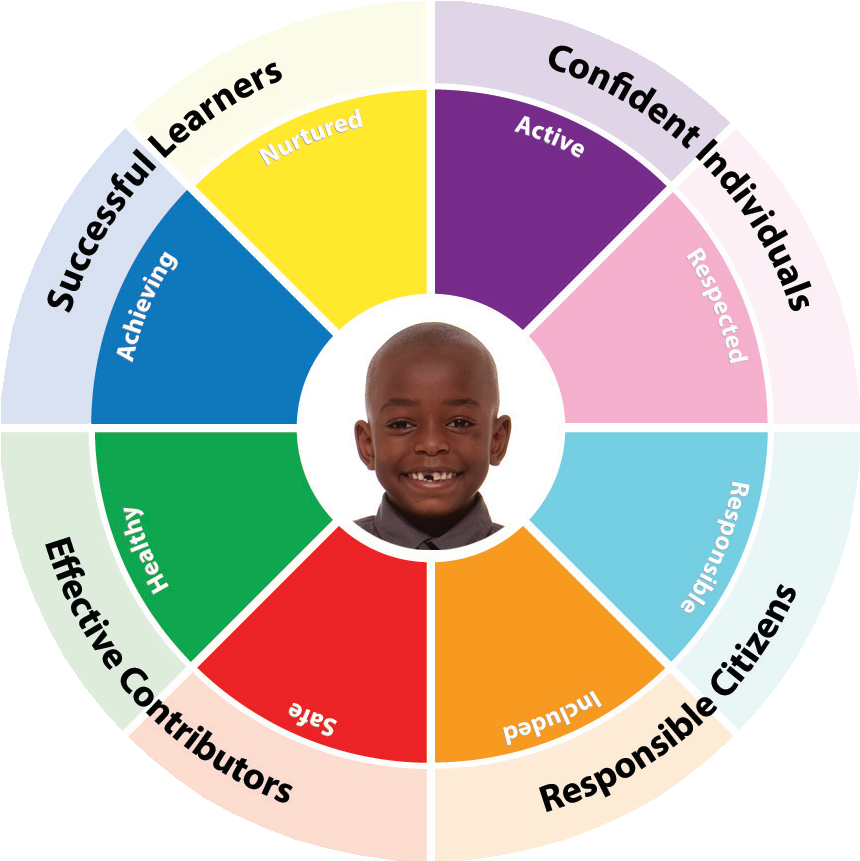 Successful Learners
Confident Individuals
Responsible Citizens
Effective Contributors
Nurtured
Active
Respected
Responsible
Included
Safe
Healthy
Achieving